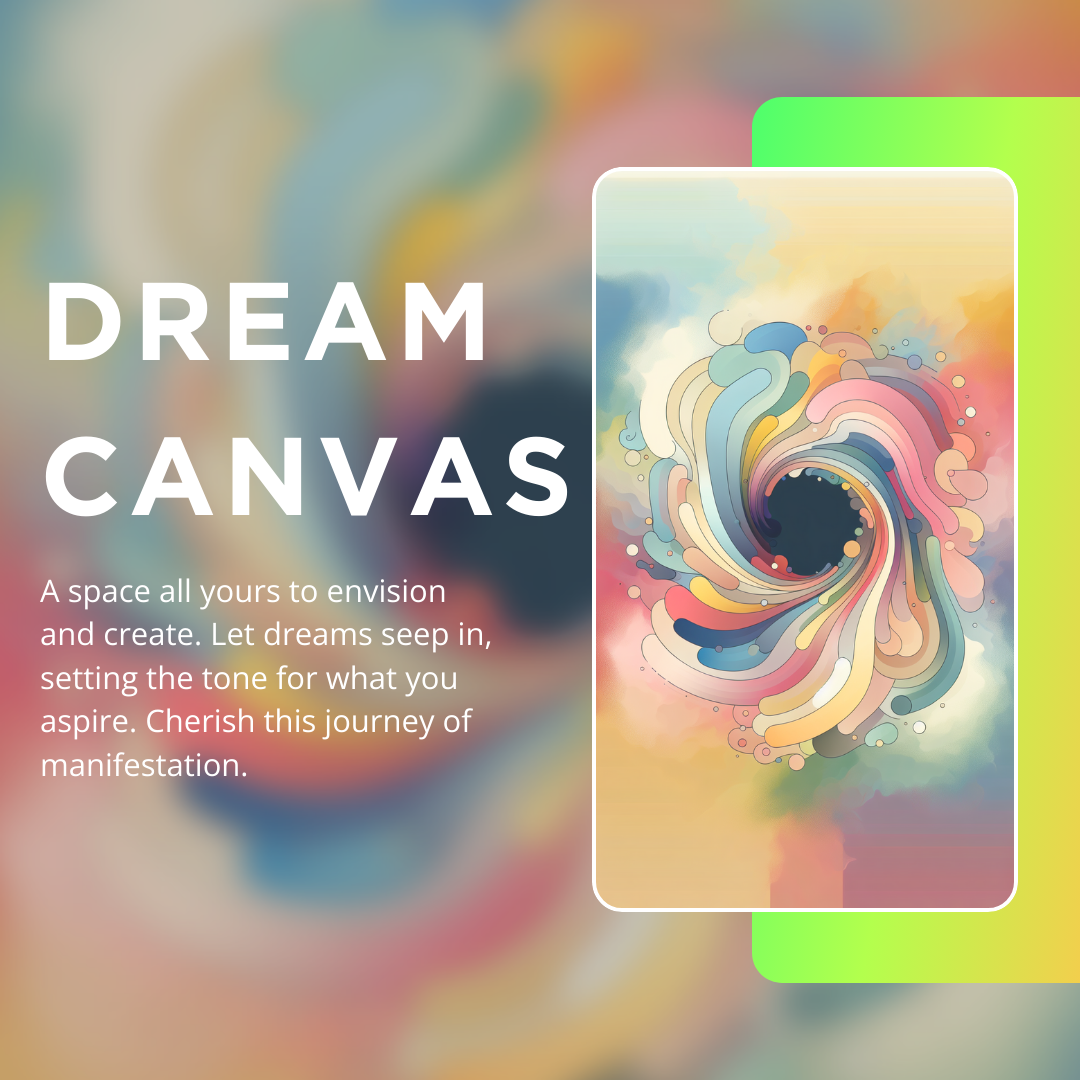 DREAM
CANVAS
A space all yours to envision
and create. Let dreams seep in,
setting the tone for what you
aspire. Cherish this journey of
manifestation.